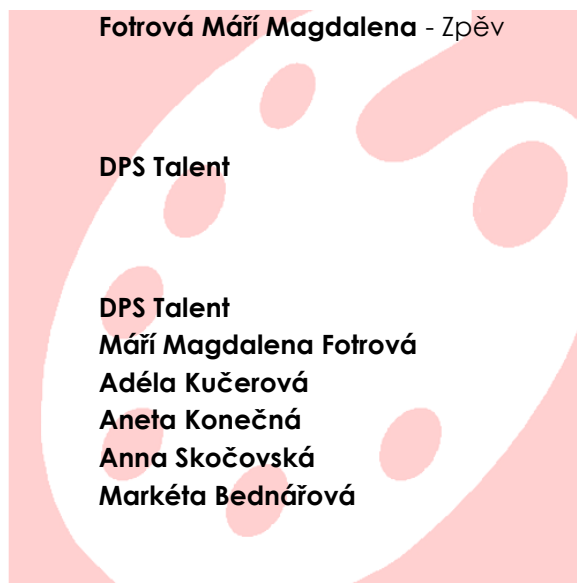 Fotrová Máří Magdalena - Zpěv
DPS Talent
DPS Talent
Máří Magdalena Fotrová
Adéla Kučerová
Aneta Konečná
Anna Skočovská
Markéta Bednářová